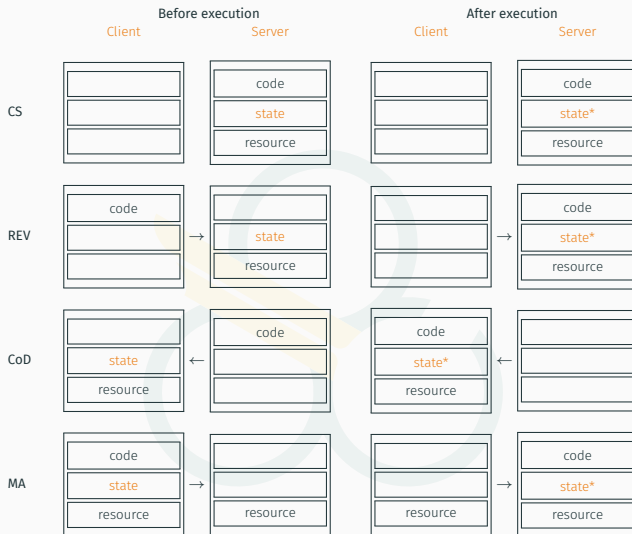 Before execution After execution
Client Server Client Server
code code
CS state state*
resource resource
code code
REV → state → state*
resource resource
code code
CoD state ← state* ←
resource resource
code code
MA state → → state*
resource resource resource resource